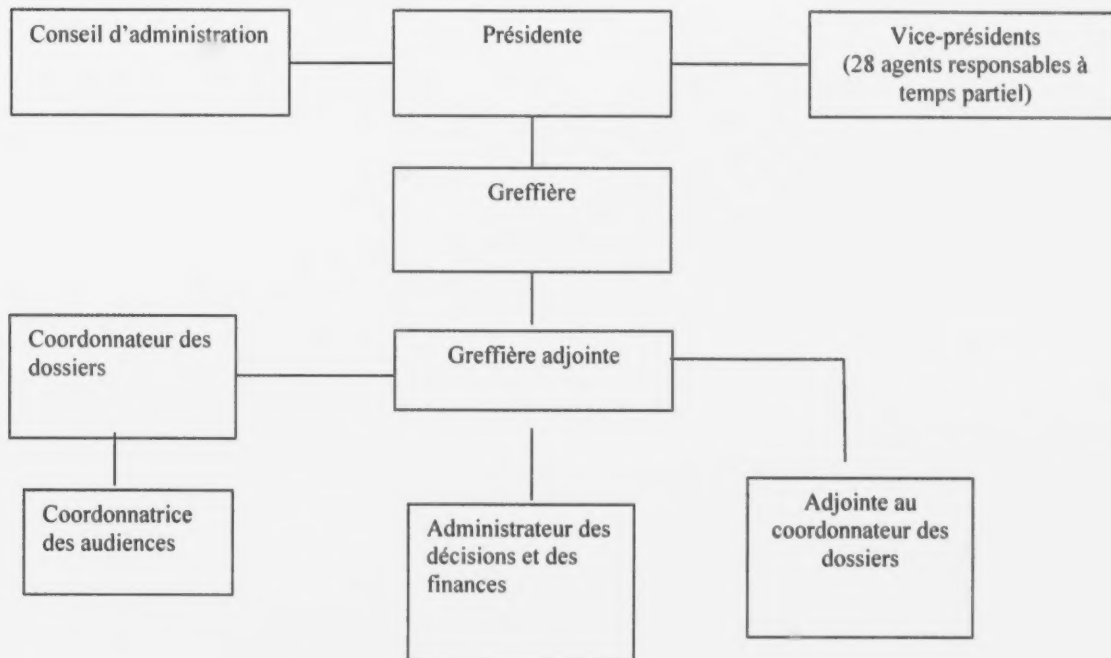 Conseil d'administration
Présidente
Vice-présidents
(28 agents responsables à
temps partiel)
Greffière
Coordonnateur des
dossiers
Greffière adjointe
Coordonnatrice
des audiences
Administrateur des
décisions et des
finances
Adjointe au
coordonnateur des
dossiers